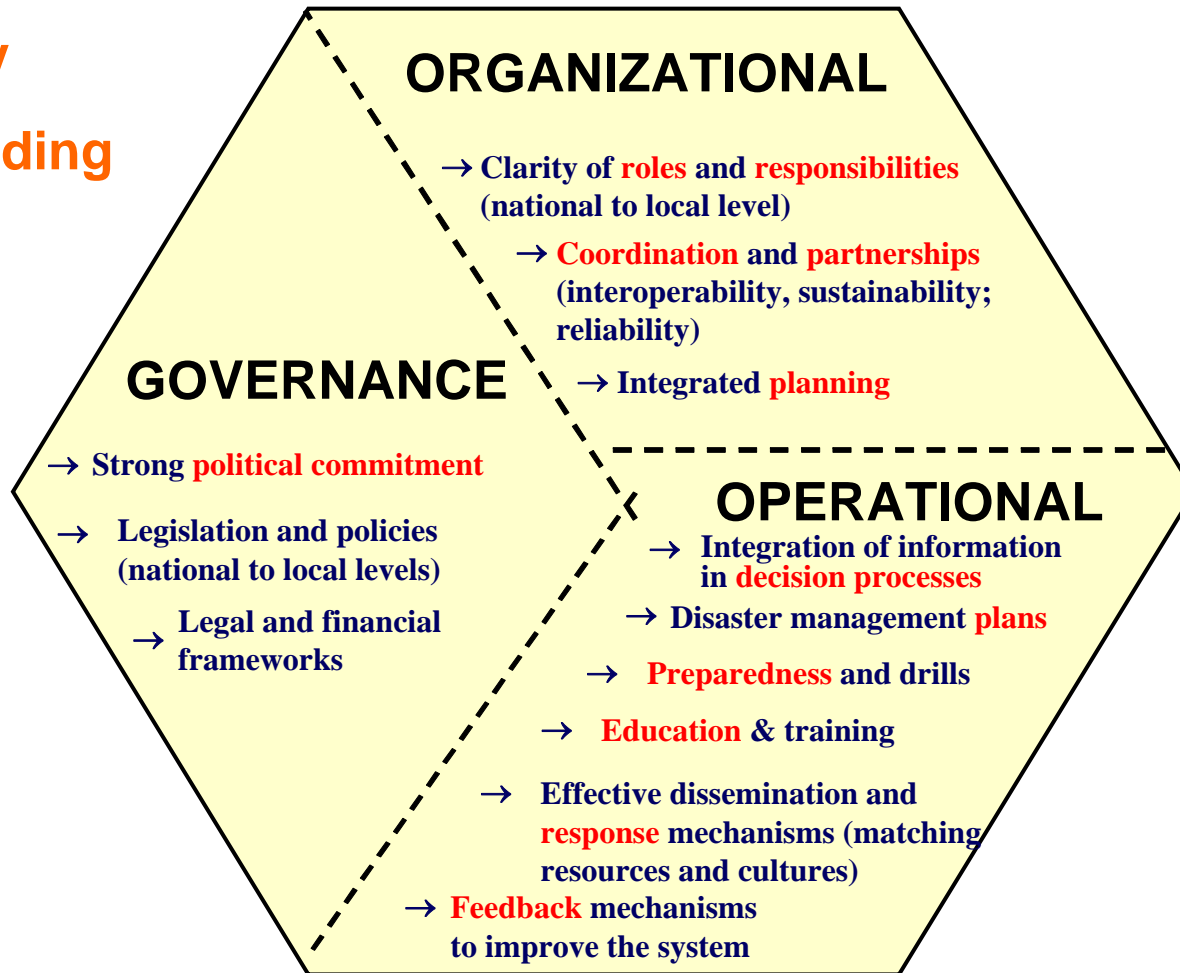 y
ding
ORGANIZATIONAL
→ Clarity of roles and responsibilities
(national to local level)
→ Coordination and partnerships
(interoperability, sustainability;
reliability)
→ Integrated planning
GOVERNANCE
→ Strong political commitment
→ Legislation and policies
(national to local levels)
→ Legal and financial
frameworks
OPERATIONAL
→ Integration of information
in decision processes
→ Disaster management plans
→ Preparedness and drills
→ Education & training
→ Effective dissemination and
response mechanisms (matching
resources and cultures)
→ Feedback mechanisms
to improve the system